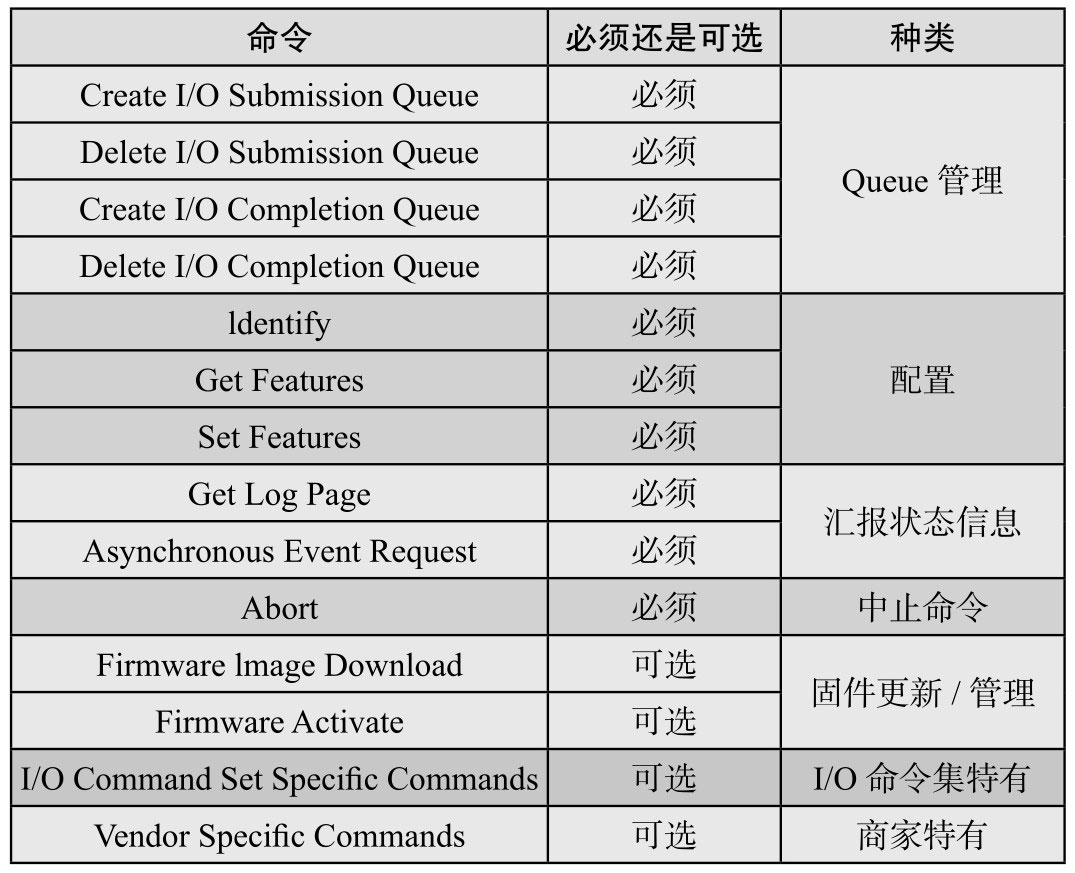 命令 必须还是可选 种类
Create I/O Submission Queue 必须
Delete I/O Submission Queue 必须
Queue 管理
Create I/O Completion Queue 必须
Delete I/O Completion Queue 必须
ldentify 必须
Get Features 必须 配置
Set Features 必须
Get Log Page 必须
汇报状态信息
Asynchronous Event Request 必须
Abort 必须 中止命令
Firmware lmage Download 可选
固件更新 / 管理
Firmware Activate 可选
I/O Command Set Specific Commands 可选 I/O 命令集特有
Vendor Specific Commands 可选 商家特有